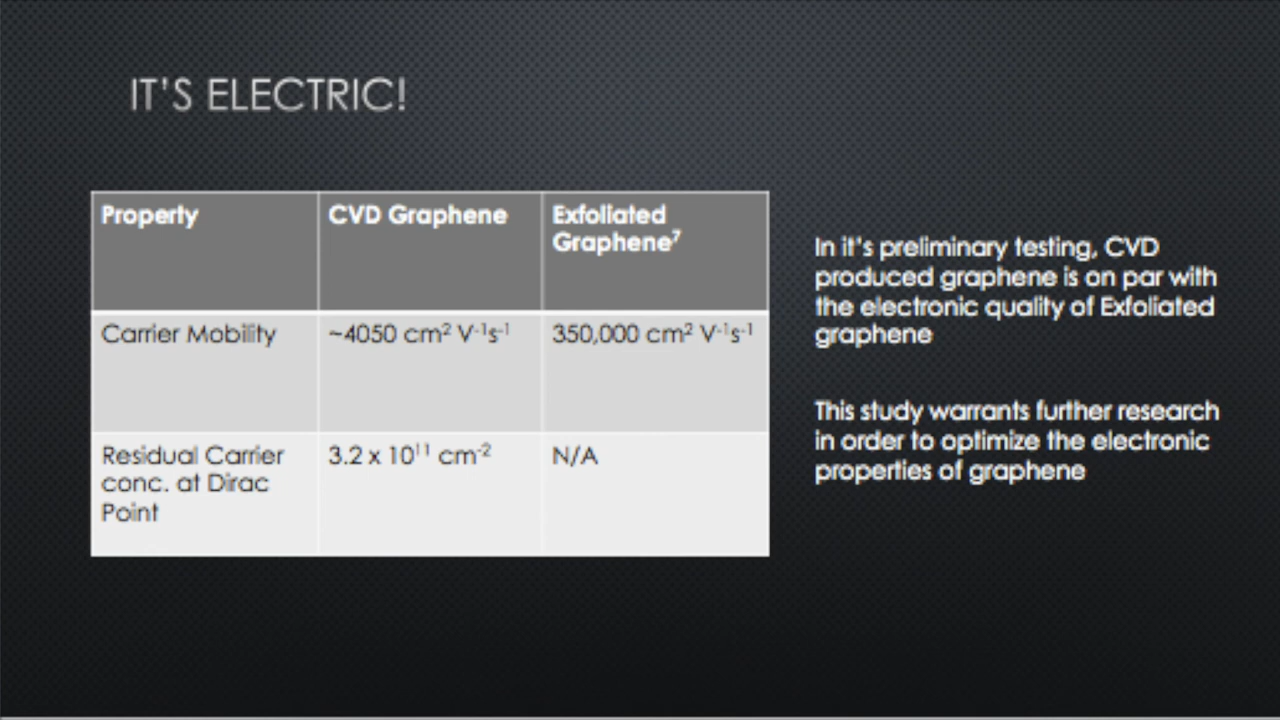 IT'S ELECTRIC!
Property CVD Graphene Exfoliated
Graphene⁷
Carrier Mobility ~4050 cm² V⁻¹s⁻¹ 350,000 cm² V⁻¹s⁻¹
Residual Carrier 3.2 x 10¹¹ cm⁻² N/A
conc. at Dirac
Point
In it's preliminary testing, CVD
produced graphene is on par with
the electronic quality of Exfoliated
graphene
This study warrants further research
in order to optimize the electronic
properties of graphene